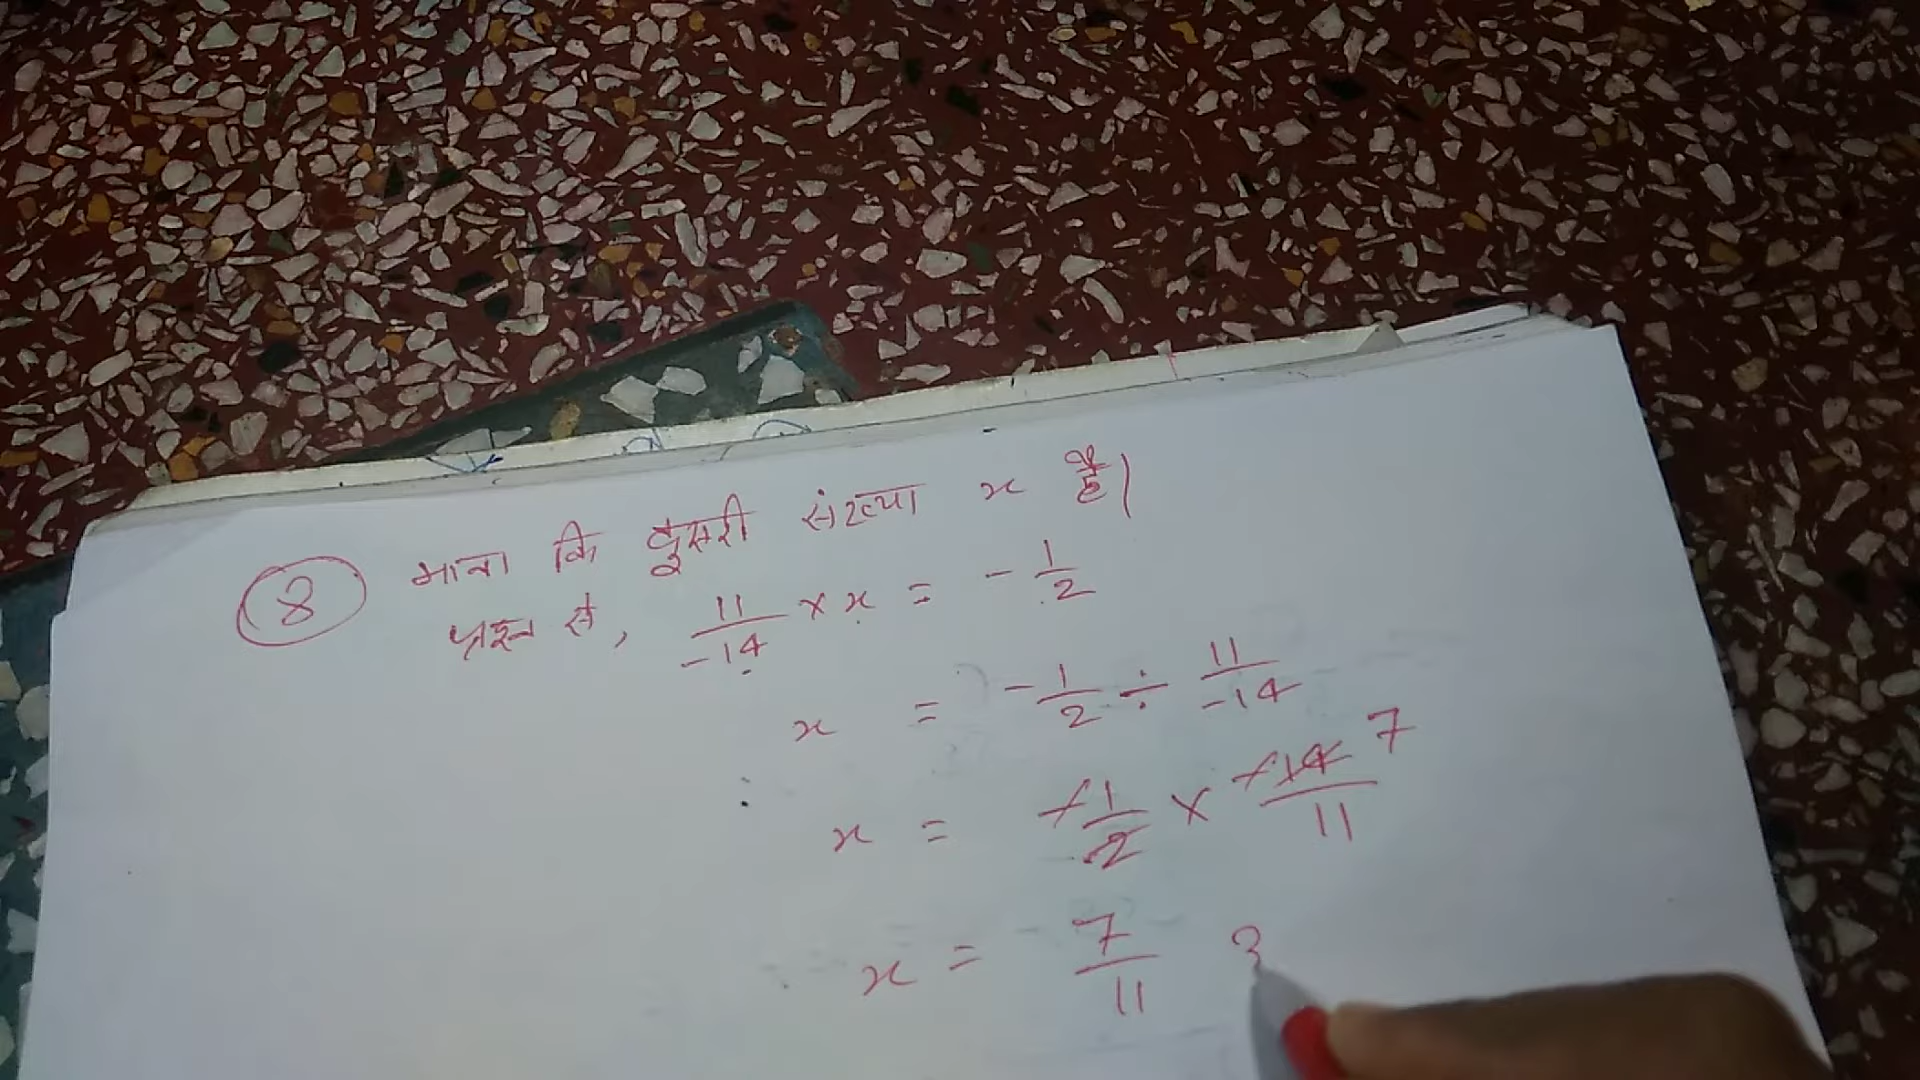 8 माना कि दूसरी संख्या x है।
प्रश्न से, 11/-14 × x = -1/2
x = -1/2 ÷ 11/-14
x = -1/2 × -14/11 7
x = 7/11 उ